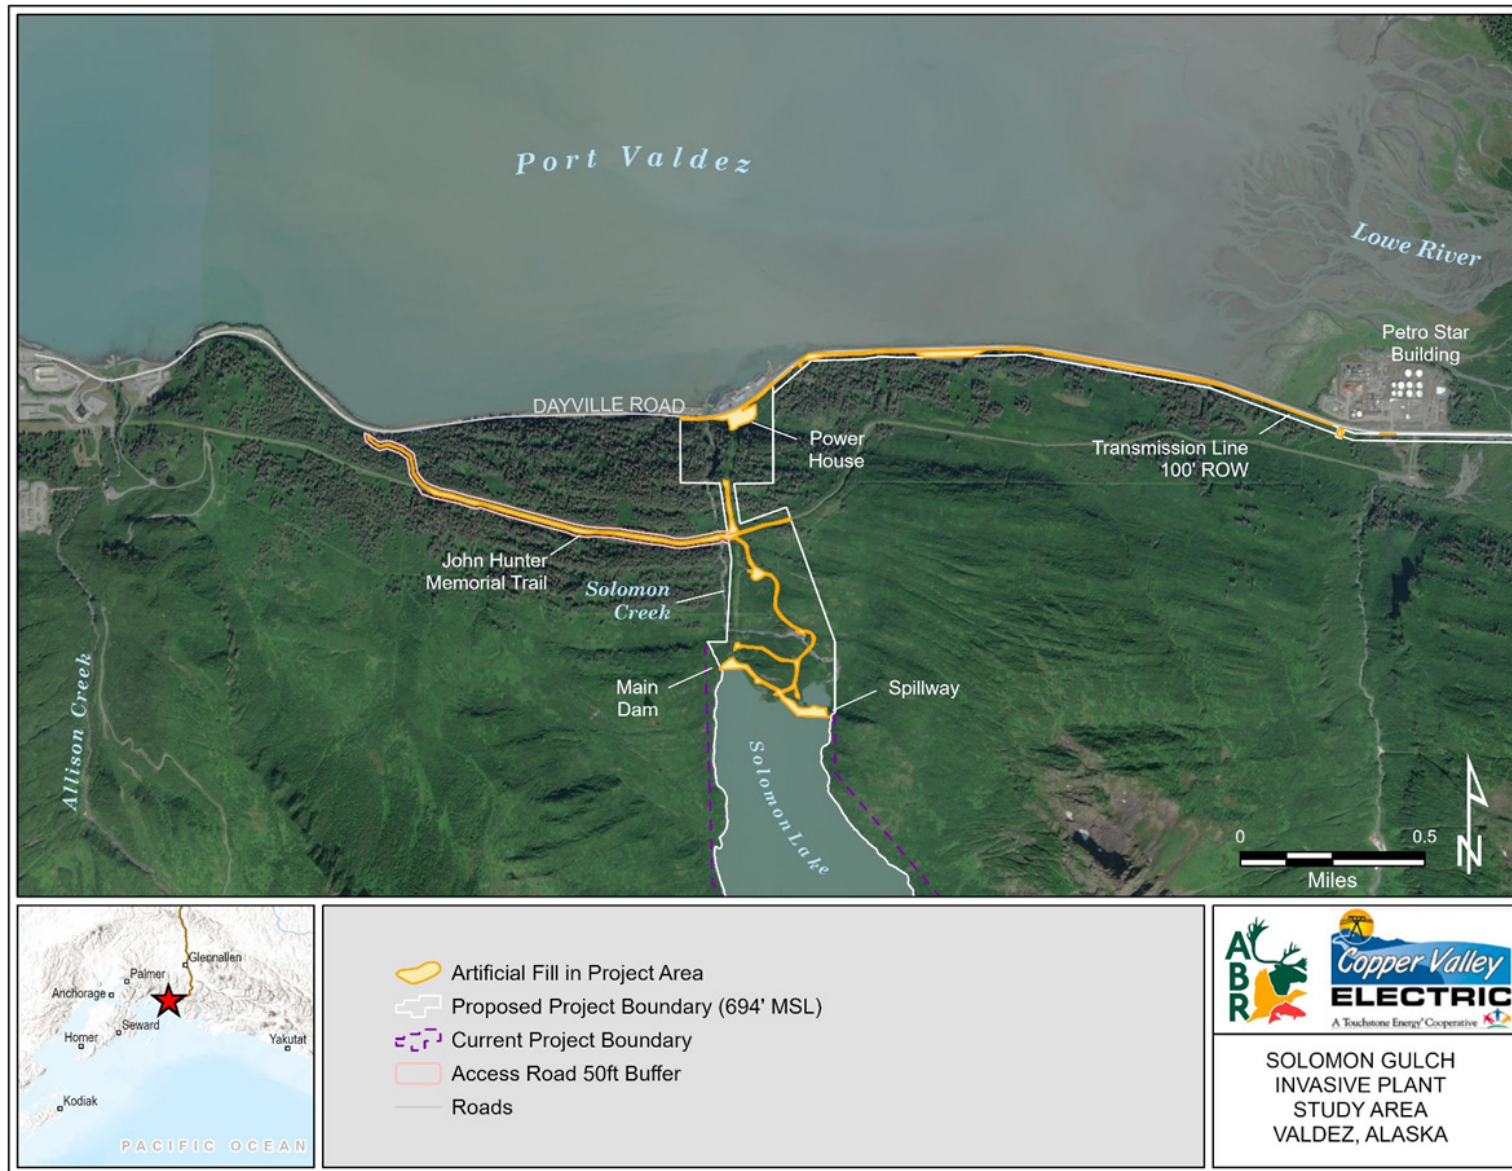 Port Valdez
Lowe River
Petro Star
Building
DAYVILLE ROAD
Power
House
Transmission Line
100' ROW
John Hunter
Memorial Trail
Solomon
Creek
Allison Creek
Main
Dam
Spillway
Solomon Lake
0 0.5
Miles
N
Glennallen
Palmer
Anchorage
Seward
Homer
Yakutat
Kodiak
PACIFIC OCEAN
Artificial Fill in Project Area
Proposed Project Boundary (694' MSL)
Current Project Boundary
Access Road 50ft Buffer
Roads
ABR
Copper Valley
ELECTRIC
A Touchstone Energy® Cooperative
SOLOMON GULCH
INVASIVE PLANT
STUDY AREA
VALDEZ, ALASKA